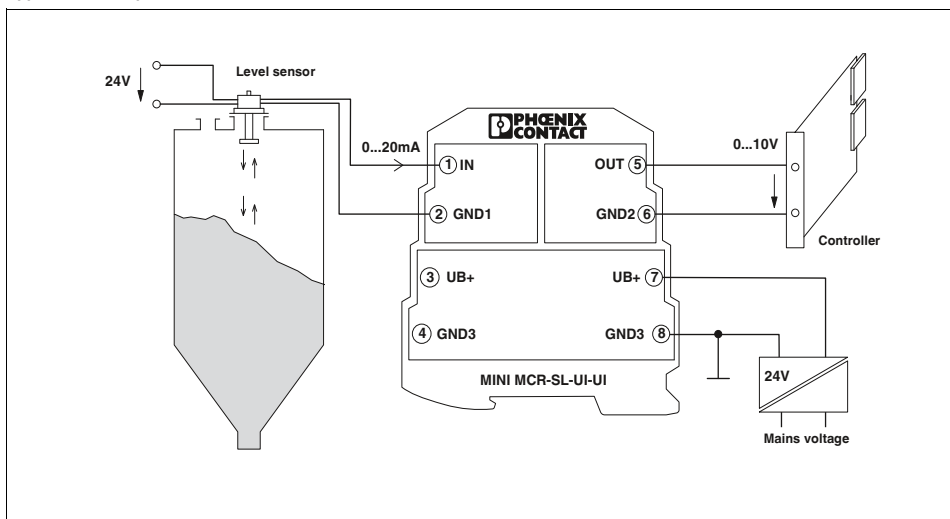 24V
Level sensor
PHŒNIX
CONTACT
0...20mA
0...10V
1 IN
OUT 5
2 GND1
GND2 6
Controller
3 UB+
UB+ 7
4 GND3
GND3 8
24V
MINI MCR-SL-UI-UI
Mains voltage